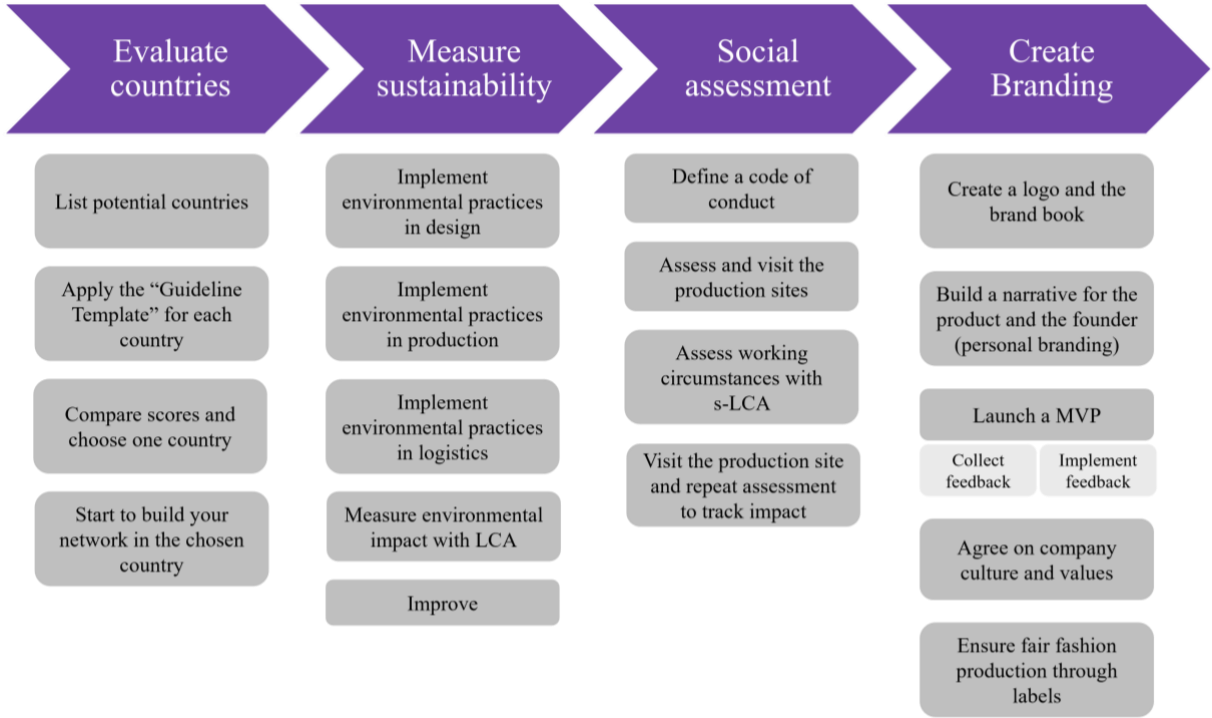 Evaluate
countries
Measure
sustainability
Social
assessment
Create
Branding
List potential countries
Apply the “Guideline
Template” for each
country
Compare scores and
choose one country
Start to build your
network in the chosen
country
Implement
environmental practices
in design
Implement
environmental practices
in production
Implement
environmental practices
in logistics
Measure environmental
impact with LCA
Improve
Define a code of
conduct
Assess and visit the
production sites
Assess working
circumstances with
s-LCA
Visit the production site
and repeat assessment
to track impact
Create a logo and the
brand book
Build a narrative for the
product and the founder
(personal branding)
Launch a MVP
Collect
feedback
Implement
feedback
Agree on company
culture and values
Ensure fair fashion
production through
labels